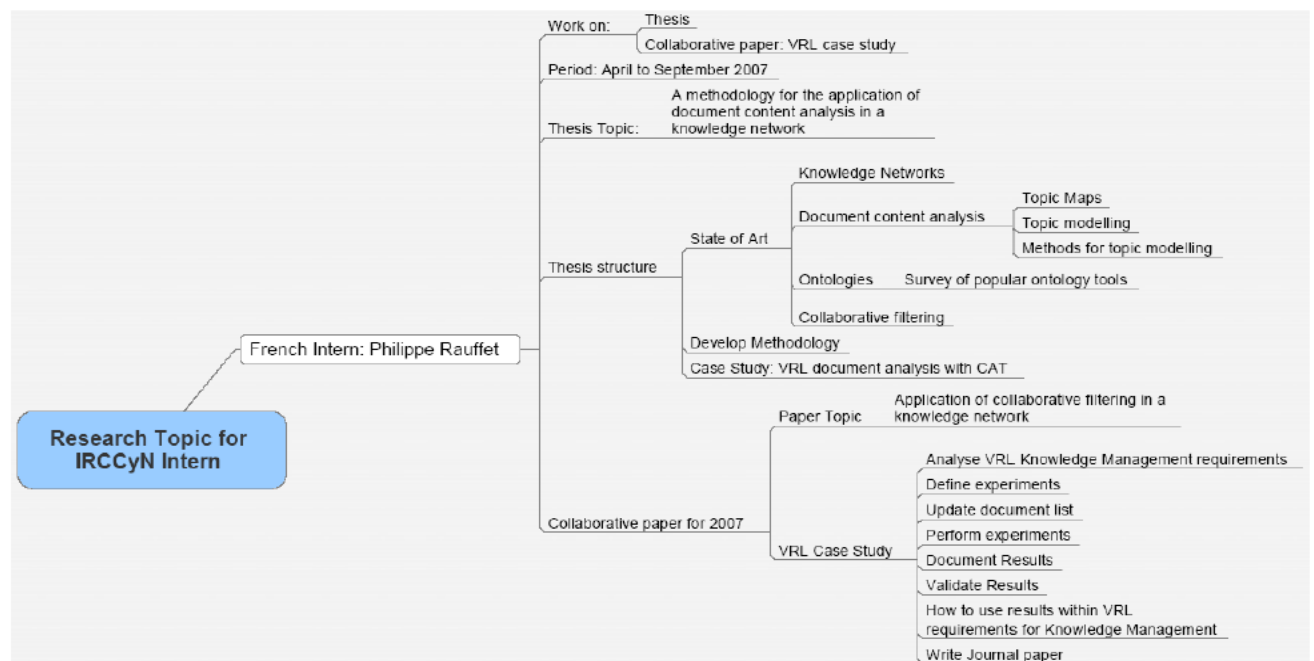 Work on:
Thesis
Collaborative paper: VRL case study
Period: April to September 2007
Thesis Topic:
A methodology for the application of
document content analysis in a
knowledge network
Thesis structure
State of Art
Knowledge Networks
Document content analysis
Topic Maps
Topic modelling
Methods for topic modelling
Ontologies
Survey of popular ontology tools
Collaborative filtering
Develop Methodology
Case Study: VRL document analysis with CAT
French Intern: Philippe Rauffet
Research Topic for
IRCCyN Intern
Collaborative paper for 2007
Paper Topic
Application of collaborative filtering in a
knowledge network
VRL Case Study
Analyse VRL Knowledge Management requirements
Define experiments
Update document list
Perform experiments
Document Results
Validate Results
How to use results within VRL
requirements for Knowledge Management
Write Journal paper